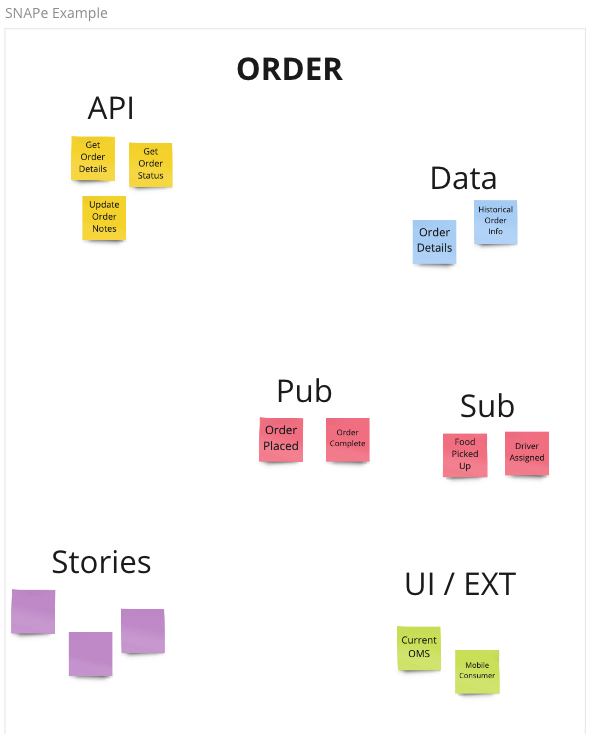 SNAPe Example
ORDER
API
Get
Order
Details
Get
Order
Status
Update
Order
Notes
Data
Order
Details
Historical
Order
Info
Pub
Order
Placed
Order
Complete
Sub
Food
Picked
Up
Driver
Assigned
Stories
UI / EXT
Current
OMS
Mobile
Consumer